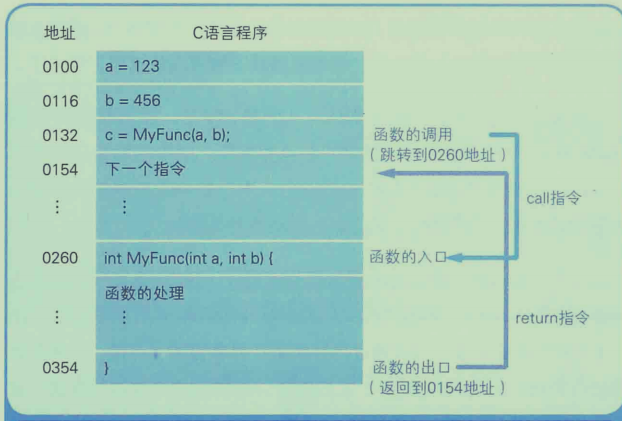 地址 C语言程序
0100 a = 123
0116 b = 456
0132 c = MyFunc(a, b); 函数的调用
（跳转到0260地址）
0154 下一个指令
call指令
⋮ ⋮
0260 int MyFunc(int a, int b) { 函数的入口
函数的处理
⋮ ⋮ return指令
0354 } 函数的出口
（返回到0154地址）